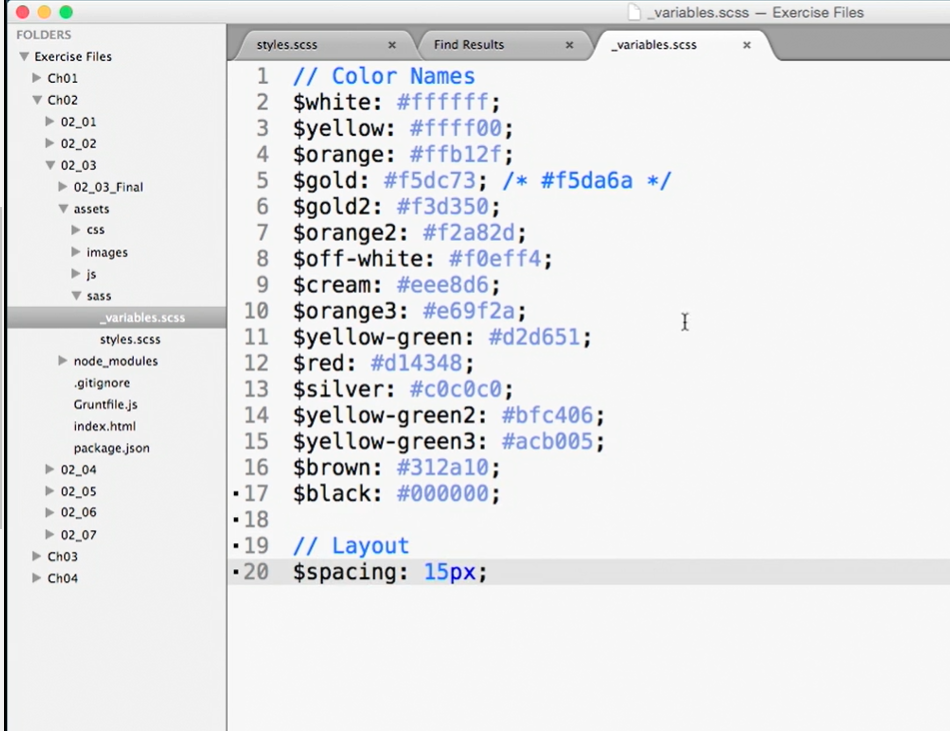 _variables.scss — Exercise Files
FOLDERS
Exercise Files
Ch01
Ch02
02_01
02_02
02_03
02_03_Final
assets
css
images
js
sass
_variables.scss
styles.scss
node_modules
.gitignore
Gruntfile.js
index.html
package.json
02_04
02_05
02_06
02_07
Ch03
Ch04
styles.scss ×
Find Results ×
_variables.scss ×
1 // Color Names
2 $white: #ffffff;
3 $yellow: #ffff00;
4 $orange: #ffb12f;
5 $gold: #f5dc73; /* #f5da6a */
6 $gold2: #f3d350;
7 $orange2: #f2a82d;
8 $off-white: #f0eff4;
9 $cream: #eee8d6;
10 $orange3: #e69f2a;
11 $yellow-green: #d2d651;
12 $red: #d14348;
13 $silver: #c0c0c0;
14 $yellow-green2: #bfc406;
15 $yellow-green3: #acb005;
16 $brown: #312a10;
17 $black: #000000;
18
19 // Layout
20 $spacing: 15px;